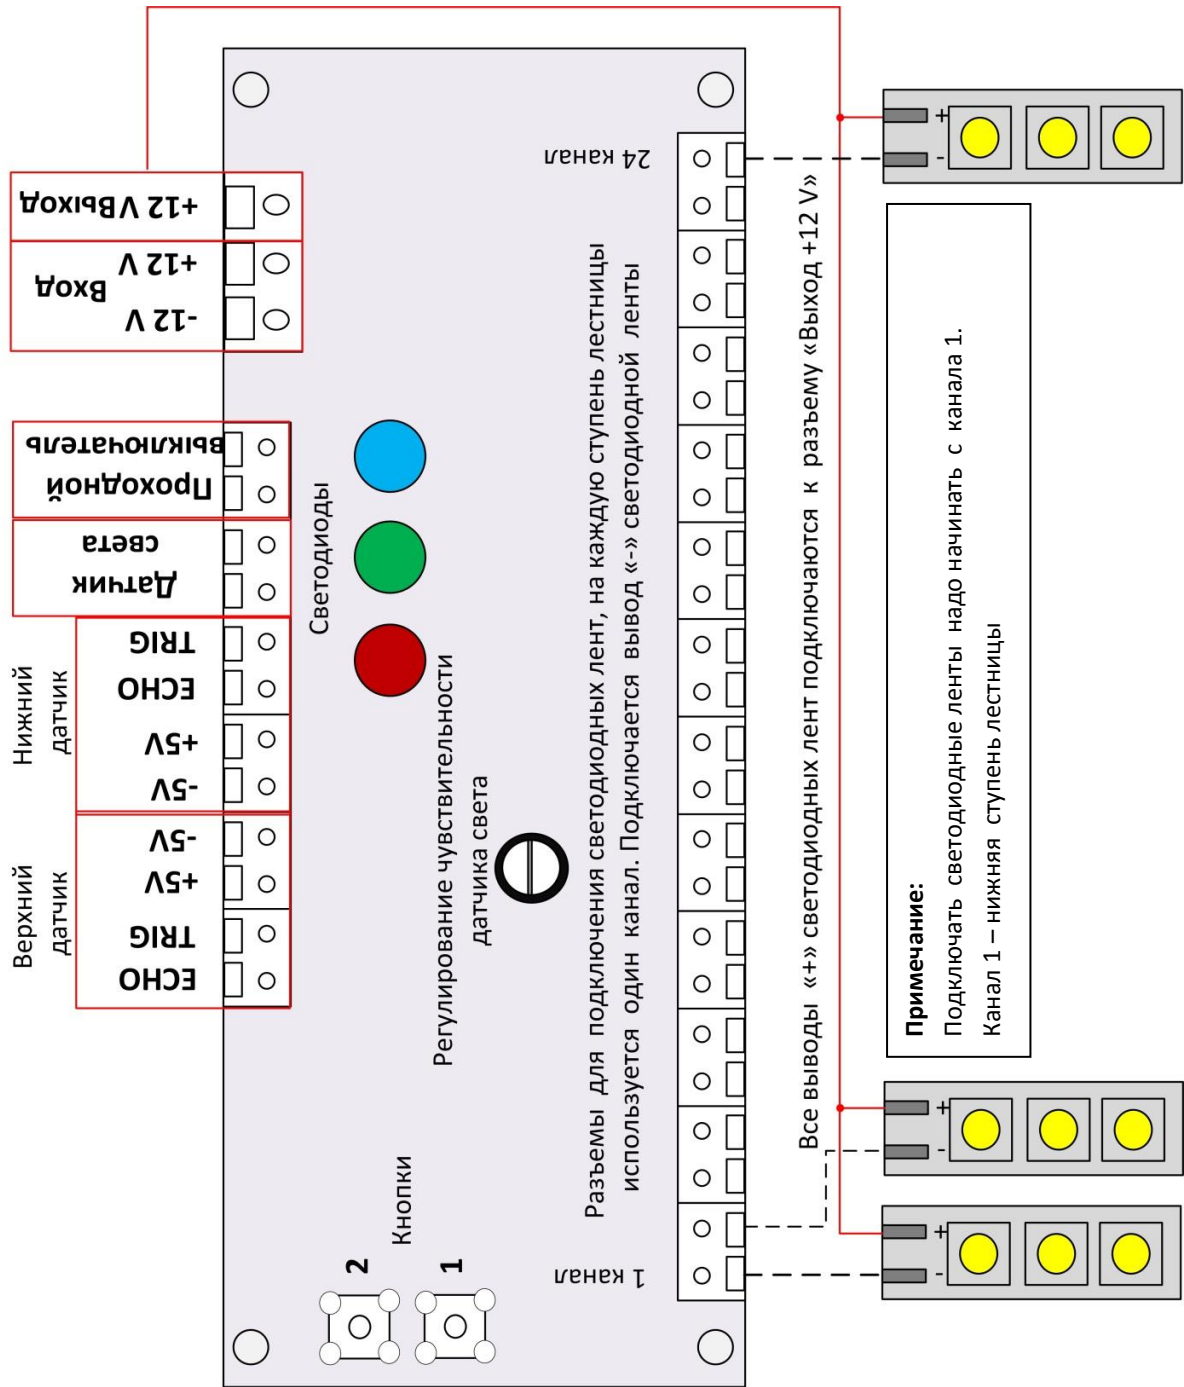 +12 VВыход
+12 V
Вход
-12 V
Проходной
выключатель
Датчик
света
Нижний
датчик
TRIG
ECHO
+5V
-5V
Верхний
датчик
-5V
+5V
TRIG
ECHO
Светодиоды
Регулирование чувствительности
датчика света
Кнопки
2
1
24 канал
1 канал
Разъемы для подключения светодиодных лент, на каждую ступень лестницы
используется один канал. Подключается вывод «-» светодиодной ленты
Все выводы «+» светодиодных лент подключаются к разъему «Выход +12 V»
+
-
+
-
+
-
Примечание:
Подключать светодиодные ленты надо начинать с канала 1.
Канал 1 – нижняя ступень лестницы